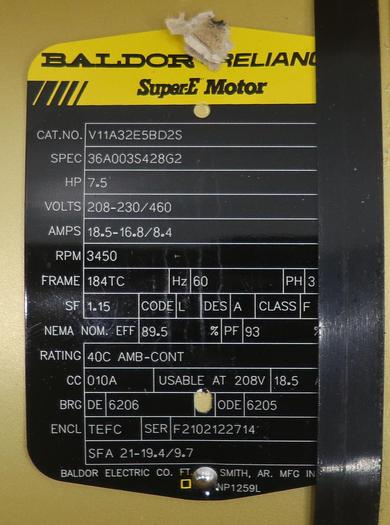 BALDOR RELIANC
Super-E Motor
CAT.NO. V11A32E5BD2S
SPEC 36A003S428G2
HP 7.5
VOLTS 208-230/460
AMPS 18.5-16.8/8.4
RPM 3450
FRAME 184TC Hz 60 PH 3
SF 1.15 CODE L DES A CLASS F
NEMA NOM. EFF 89.5 % PF 93 %
RATING 40C AMB-CONT
CC 010A USABLE AT 208V 18.5
BRG DE 6206 ODE 6205
ENCL TEFC SER F2102122714
SFA 21-19.4/9.7
BALDOR ELECTRIC CO. FT. SMITH, AR. MFG IN
NP1259L